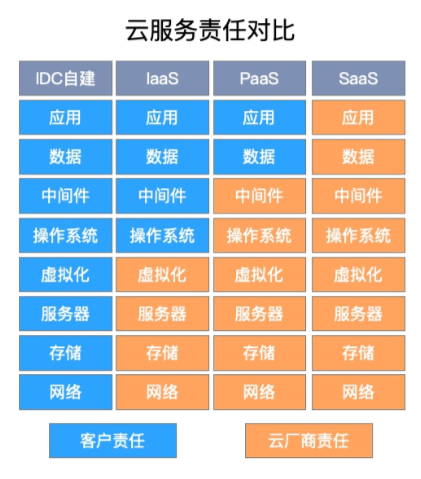 云服务责任对比
IDC自建 IaaS PaaS SaaS
应用 应用 应用 应用
数据 数据 数据 数据
中间件 中间件 中间件 中间件
操作系统 操作系统 操作系统 操作系统
虚拟化 虚拟化 虚拟化 虚拟化
服务器 服务器 服务器 服务器
存储 存储 存储 存储
网络 网络 网络 网络
客户责任 云厂商责任